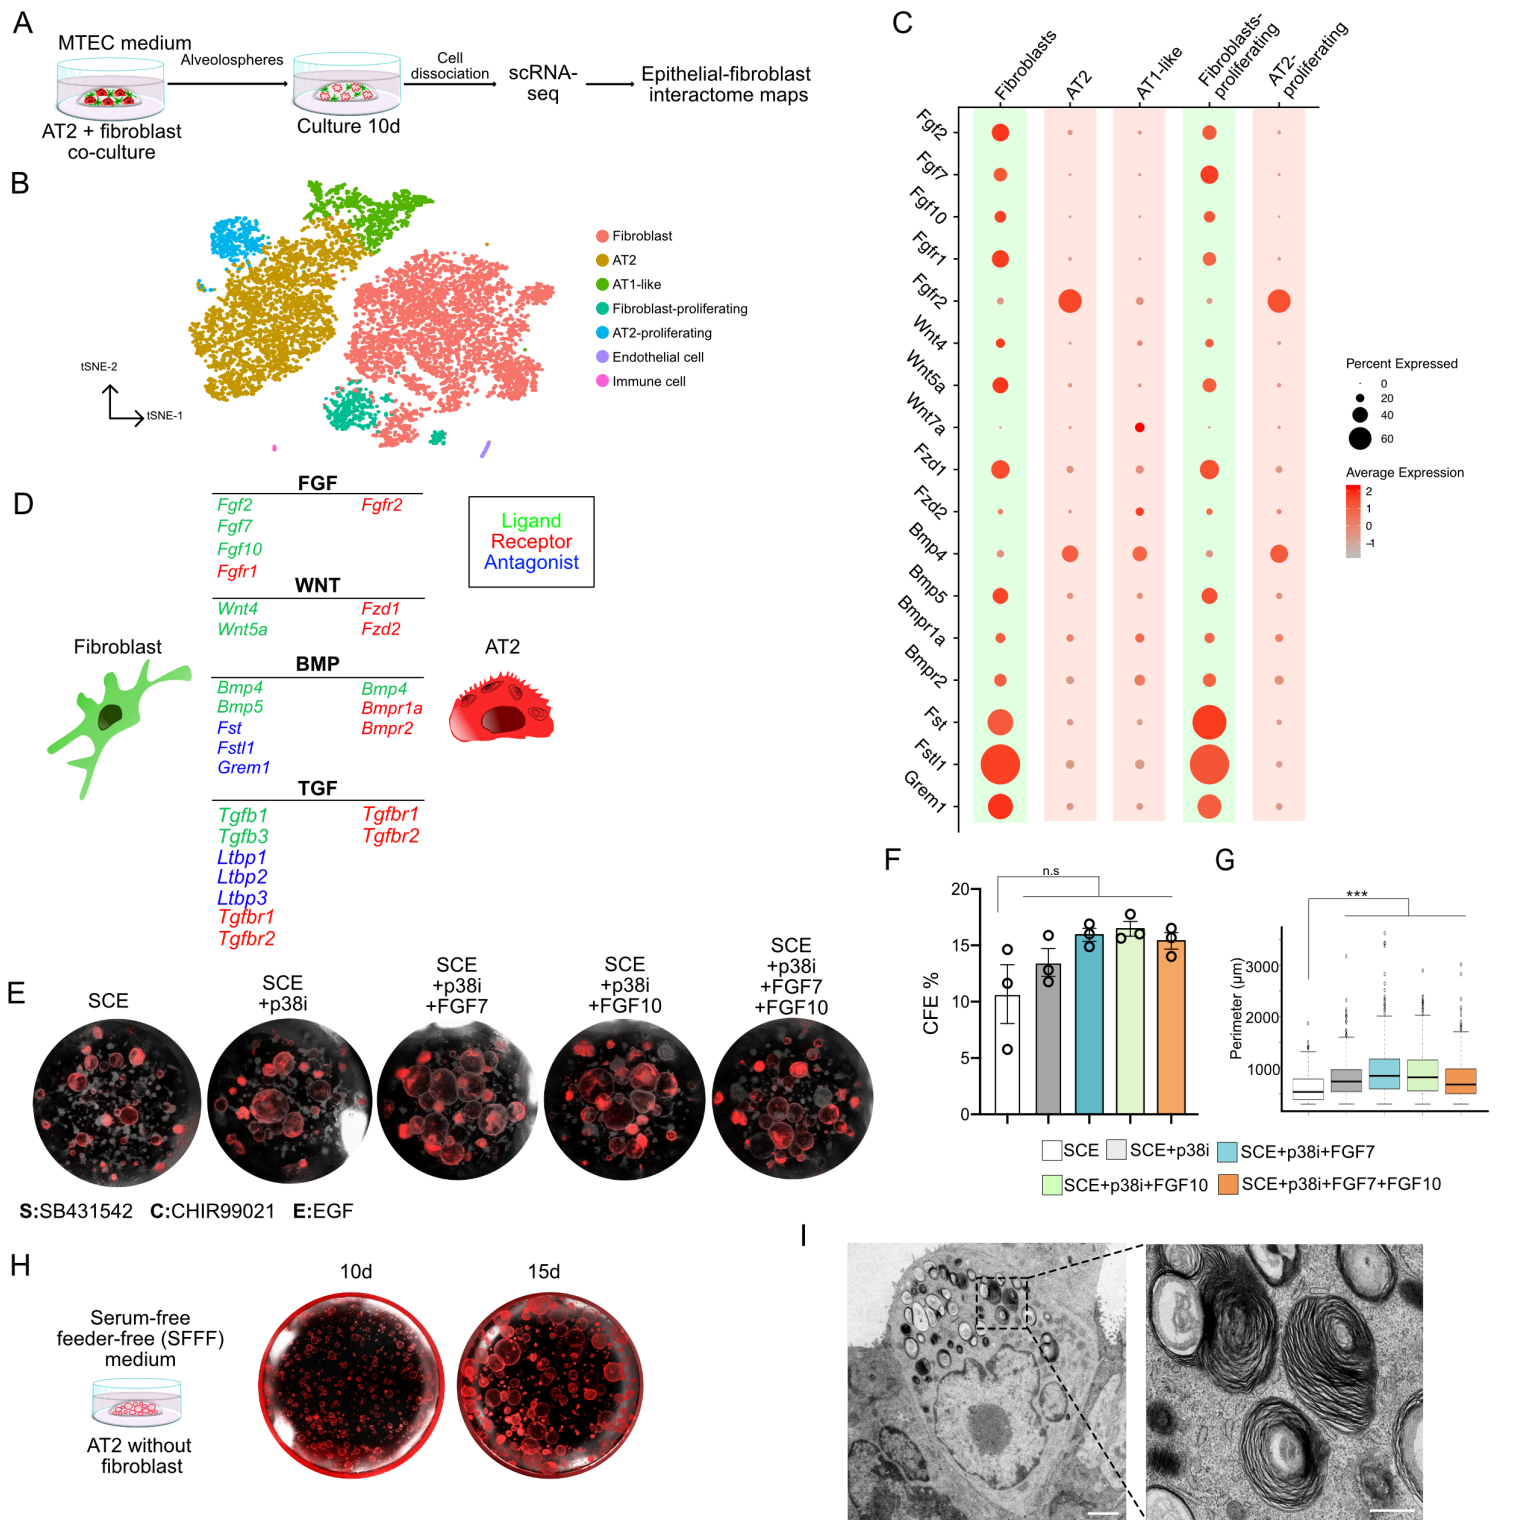 A
MTEC medium
Alveolospheres
Cell
dissociation
scRNA-
seq
Epithelial-fibroblast
interactome maps
AT2 + fibroblast
co-culture
Culture 10d
B
Fibroblast
AT2
AT1-like
Fibroblast-proliferating
AT2-proliferating
Endothelial cell
Immune cell
tSNE-2
tSNE-1
C
Fibroblasts
AT2
AT1-like
Fibroblasts-
proliferating
AT2-
proliferating
Fgf2
Fgf7
Fgf10
Fgfr1
Fgfr2
Wnt4
Wnt5a
Wnt7a
Fzd1
Fzd2
Bmp4
Bmp5
Bmpr1a
Bmpr2
Fst
Fstl1
Grem1
Percent Expressed
0
20
40
60
Average Expression
2
1
0
−1
D
Fibroblast
FGF
Fgf2 Fgfr2
Fgf7
Fgf10
Fgfr1
WNT
Wnt4 Fzd1
Wnt5a Fzd2
BMP
Bmp4 Bmp4
Bmp5 Bmpr1a
Fst Bmpr2
Fstl1
Grem1
TGF
Tgfb1 Tgfbr1
Tgfb3 Tgfbr2
Ltbp1
Ltbp2
Ltbp3
Tgfbr1
Tgfbr2
Ligand
Receptor
Antagonist
AT2
E
SCE
SCE
+p38i
SCE
+p38i
+FGF7
SCE
+p38i
+FGF10
SCE
+p38i
+FGF7
+FGF10
S:SB431542 C:CHIR99021 E:EGF
F
n.s
CFE %
20
15
10
5
0
G
***
Perimeter (μm)
3000
2000
1000
SCE SCE+p38i SCE+p38i+FGF7
SCE+p38i+FGF10 SCE+p38i+FGF7+FGF10
H
Serum-free
feeder-free (SFFF)
medium
AT2 without
fibroblast
10d
15d
I